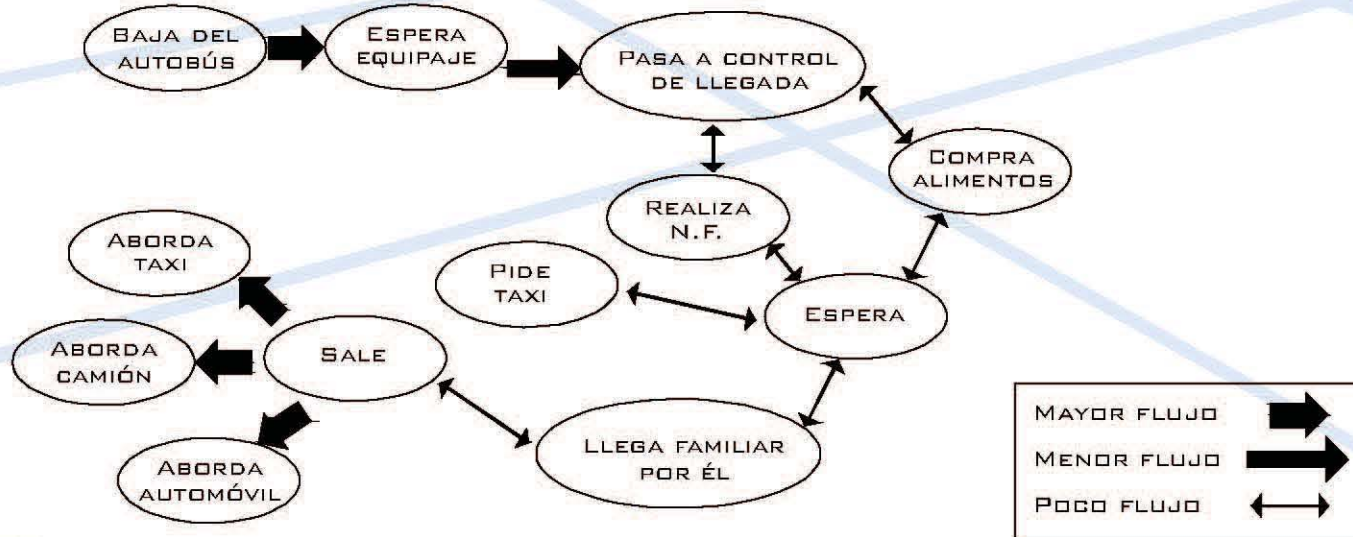 BAJA DEL
AUTOBÚS
ESPERA
EQUIPAJE
PASA A CONTROL
DE LLEGADA
COMPRA
ALIMENTOS
REALIZA
N.F.
ABORDA
TAXI
PIDE
TAXI
ESPERA
SALE
ABORDA
CAMIÓN
LLEGA FAMILIAR
POR ÉL
ABORDA
AUTOMÓVIL
MAYOR FLUJO
MENOR FLUJO
POCO FLUJO